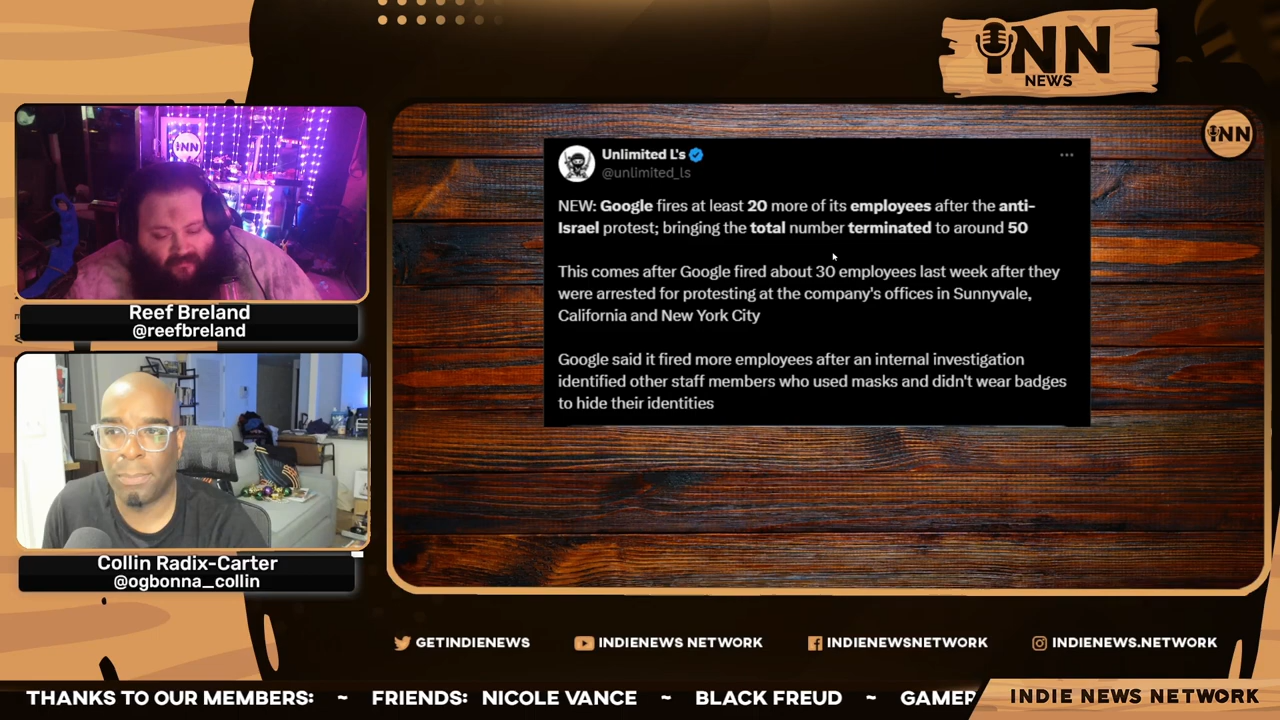 INN
NEWS
INN
INN
Reef Breland
@reefbreland
Collin Radix-Carter
@ogbonna_collin
Unlimited L's
@unlimited_ls
NEW: Google fires at least 20 more of its employees after the anti-
Israel protest; bringing the total number terminated to around 50
This comes after Google fired about 30 employees last week after they
were arrested for protesting at the company's offices in Sunnyvale,
California and New York City
Google said it fired more employees after an internal investigation
identified other staff members who used masks and didn't wear badges
to hide their identities
GETINDIENEWS INDIENEWS NETWORK INDIENEWSNETWORK INDIENEWS.NETWORK
THANKS TO OUR MEMBERS: ~ FRIENDS: NICOLE VANCE ~ BLACK FREUD ~ INDIE NEWS NETWORK